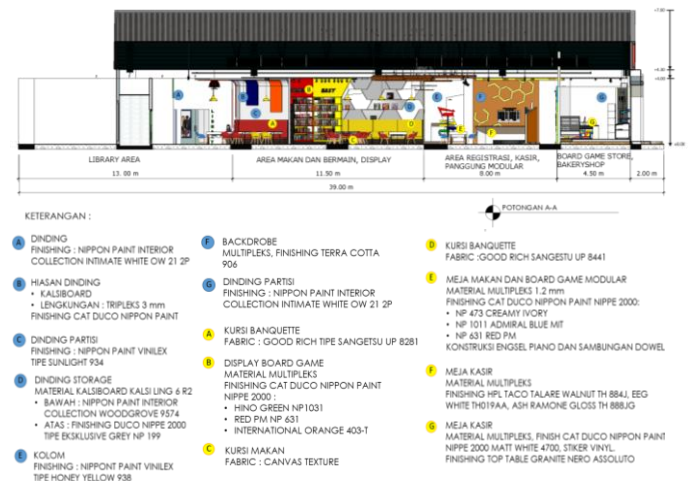 +7.50
+4.20
+4.00
±0.00
A
B
B
EAST
C
A
D
D
C
E
F
E
F
G
G
LIBRARY AREA
AREA MAKAN DAN BERMAIN, DISPLAY
AREA REGISTRASI, KASIR,
PANGGUNG MODULAR
BOARD GAME STORE,
BAKERYSHOP
13.00 m
11.50 m
8.00 m
4.50 m
2.00 m
39.00 m
POTONGAN A-A
KETERANGAN :
A DINDING
FINISHING : NIPPON PAINT INTERIOR
COLLECTION INTIMATE WHITE OW 21 2P
B HIASAN DINDING
• KALSIBOARD
• LENGKUNGAN : TRIPLEKS 3 mm
FINISHING CAT DUCO NIPPON PAINT
C DINDING PARTISI
FINISHING : NIPPON PAINT VINILEX
TIPE SUNLIGHT 934
D DINDING STORAGE
MATERIAL KALSIBOARD KALSI LING 6 R2
• BAWAH : NIPPON PAINT INTERIOR
COLLECTION WOODGROVE 9574
• ATAS : FINISHING DUCO NIPPE 2000
TIPE EKSKLUSIVE GREY NP 199
E KOLOM
FINISHING : NIPPONT PAINT VINILEX
TIPE HONEY YELLOW 938
F BACKDROBE
MULTIPLEKS, FINISHING TERRA COTTA
906
G DINDING PARTISI
FINISHING : NIPPON PAINT INTERIOR
COLLECTION INTIMATE WHITE OW 21 2P
A KURSI BANQUETTE
FABRIC : GOOD RICH TIPE SANGETSU UP 8281
B DISPLAY BOARD GAME
MATERIAL MULTIPLEKS
FINISHING CAT DUCO NIPPON PAINT
NIPPE 2000 :
• HINO GREEN NP1031
• RED PM NP 631
• INTERNATIONAL ORANGE 403-T
C KURSI MAKAN
FABRIC : CANVAS TEXTURE
D KURSI BANQUETTE
FABRIC :GOOD RICH SANGESTU UP 8441
E MEJA MAKAN DAN BOARD GAME MODULAR
MATERIAL MULTIPLEKS 1.2 mm
FINISHING CAT DUCO NIPPON PAINT NIPPE 2000:
• NP 473 CREAMY IVORY
• NP 1011 ADMIRAL BLUE MIT
• NP 631 RED PM
KONSTRUKSI ENGSEL PIANO DAN SAMBUNGAN DOWEL
F MEJA KASIR
MATERIAL MULTIPLEKS
FINISHING HPL TACO TALARE WALNUT TH 884J, EEG
WHITE TH019AA, ASH RAMONE GLOSS TH 888JG
G MEJA KASIR
MATERIAL MULTIPLEKS, FINISH CAT DUCO NIPPON PAINT
NIPPE 2000 MATT WHITE 4700, STIKER VINYL.
FINISHING TOP TABLE GRANITE NERO ASSOLUTO